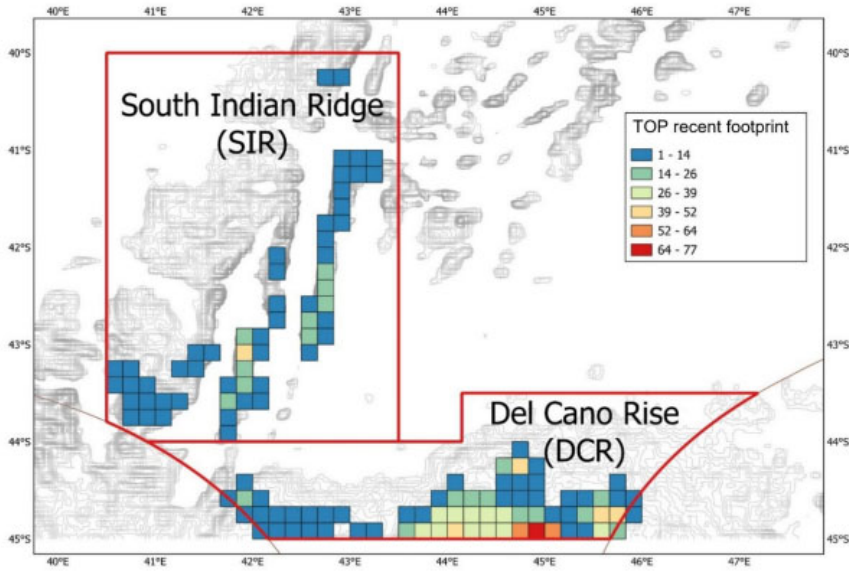 40°E 41°E 42°E 43°E 44°E 45°E 46°E 47°E
40°S 40°S
South Indian Ridge
(SIR)
TOP recent footprint
1 - 14
14 - 26
26 - 39
39 - 52
52 - 64
64 - 77
41°S 41°S
42°S 42°S
43°S 43°S
Del Cano Rise
(DCR)
44°S 44°S
45°S 45°S
40°E 41°E 42°E 43°E 44°E 45°E 46°E 47°E